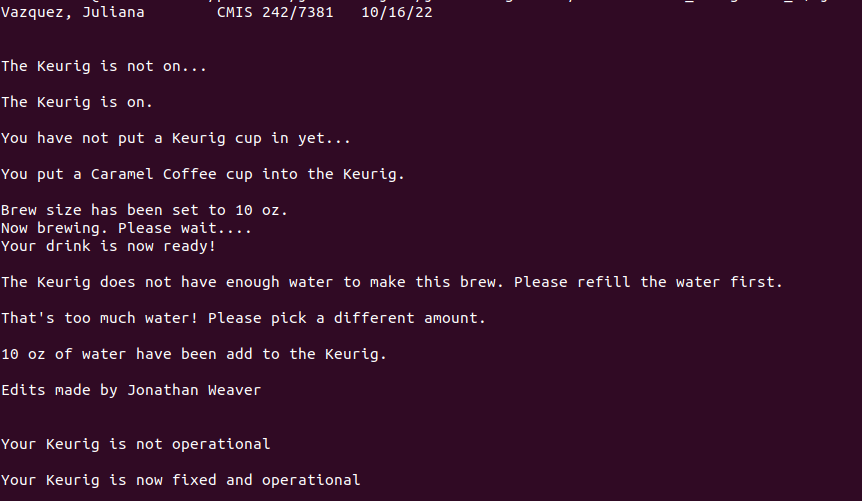 Vazquez, Juliana        CMIS 242/7381   10/16/22
The Keurig is not on...
The Keurig is on.
You have not put a Keurig cup in yet...
You put a Caramel Coffee cup into the Keurig.
Brew size has been set to 10 oz.
Now brewing. Please wait....
Your drink is now ready!
The Keurig does not have enough water to make this brew. Please refill the water first.
That's too much water! Please pick a different amount.
10 oz of water have been add to the Keurig.
Edits made by Jonathan Weaver
Your Keurig is not operational
Your Keurig is now fixed and operational